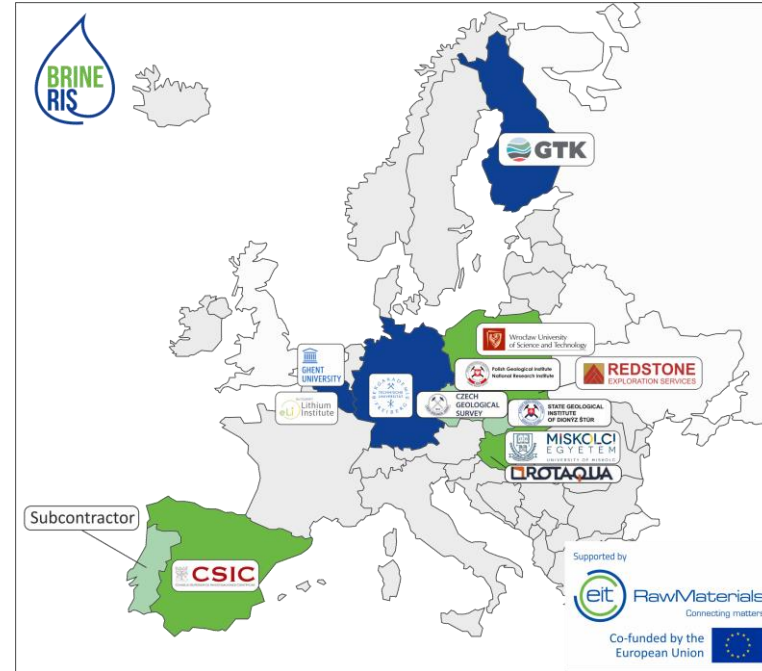 BRINE
RIS
GTK
Wrocław University
of Science and Technology
GHENT
UNIVERSITY
Polish Geological Institute
National Research Institute
REDSTONE
EXPLORATION SERVICES
Lithium
Institute
CZECH
GEOLOGICAL
SURVEY
STATE GEOLOGICAL
INSTITUTE
OF DIONÝZ ŠTÚR
MISKOLCI
EGYETEM
UNIVERSITY OF MISKOLC
ROTAQUA
Subcontractor
CSIC
Supported by
eit RawMaterials
Connecting matters
Co-funded by the
European Union